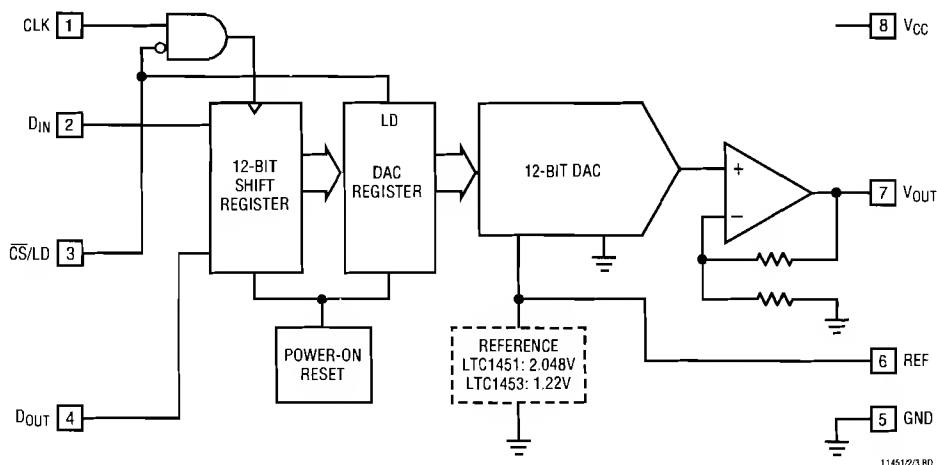 CLK 1
8 VCC
DIN 2
LD
12-BIT
SHIFT
REGISTER
DAC
REGISTER
12-BIT DAC
+
–
7 VOUT
CS/LD 3
POWER-ON
RESET
REFERENCE
LTC1451: 2.048V
LTC1453: 1.22V
6 REF
DOUT 4
5 GND
11451/2/3 BD